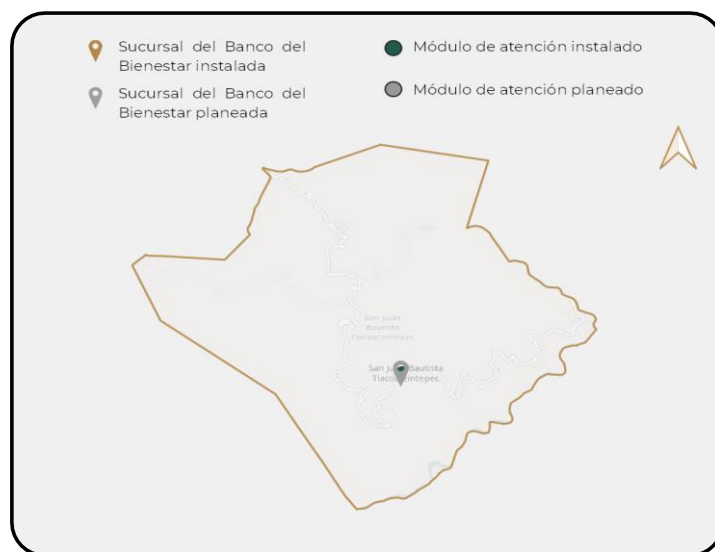 Sucursal del Banco del
Bienestar instalada
Módulo de atención instalado
Sucursal del Banco del
Bienestar planeada
Módulo de atención planeado
San Juan
Bautista
Tlacoatzintepec
San Juan Bautista
Tlacoatzintepec